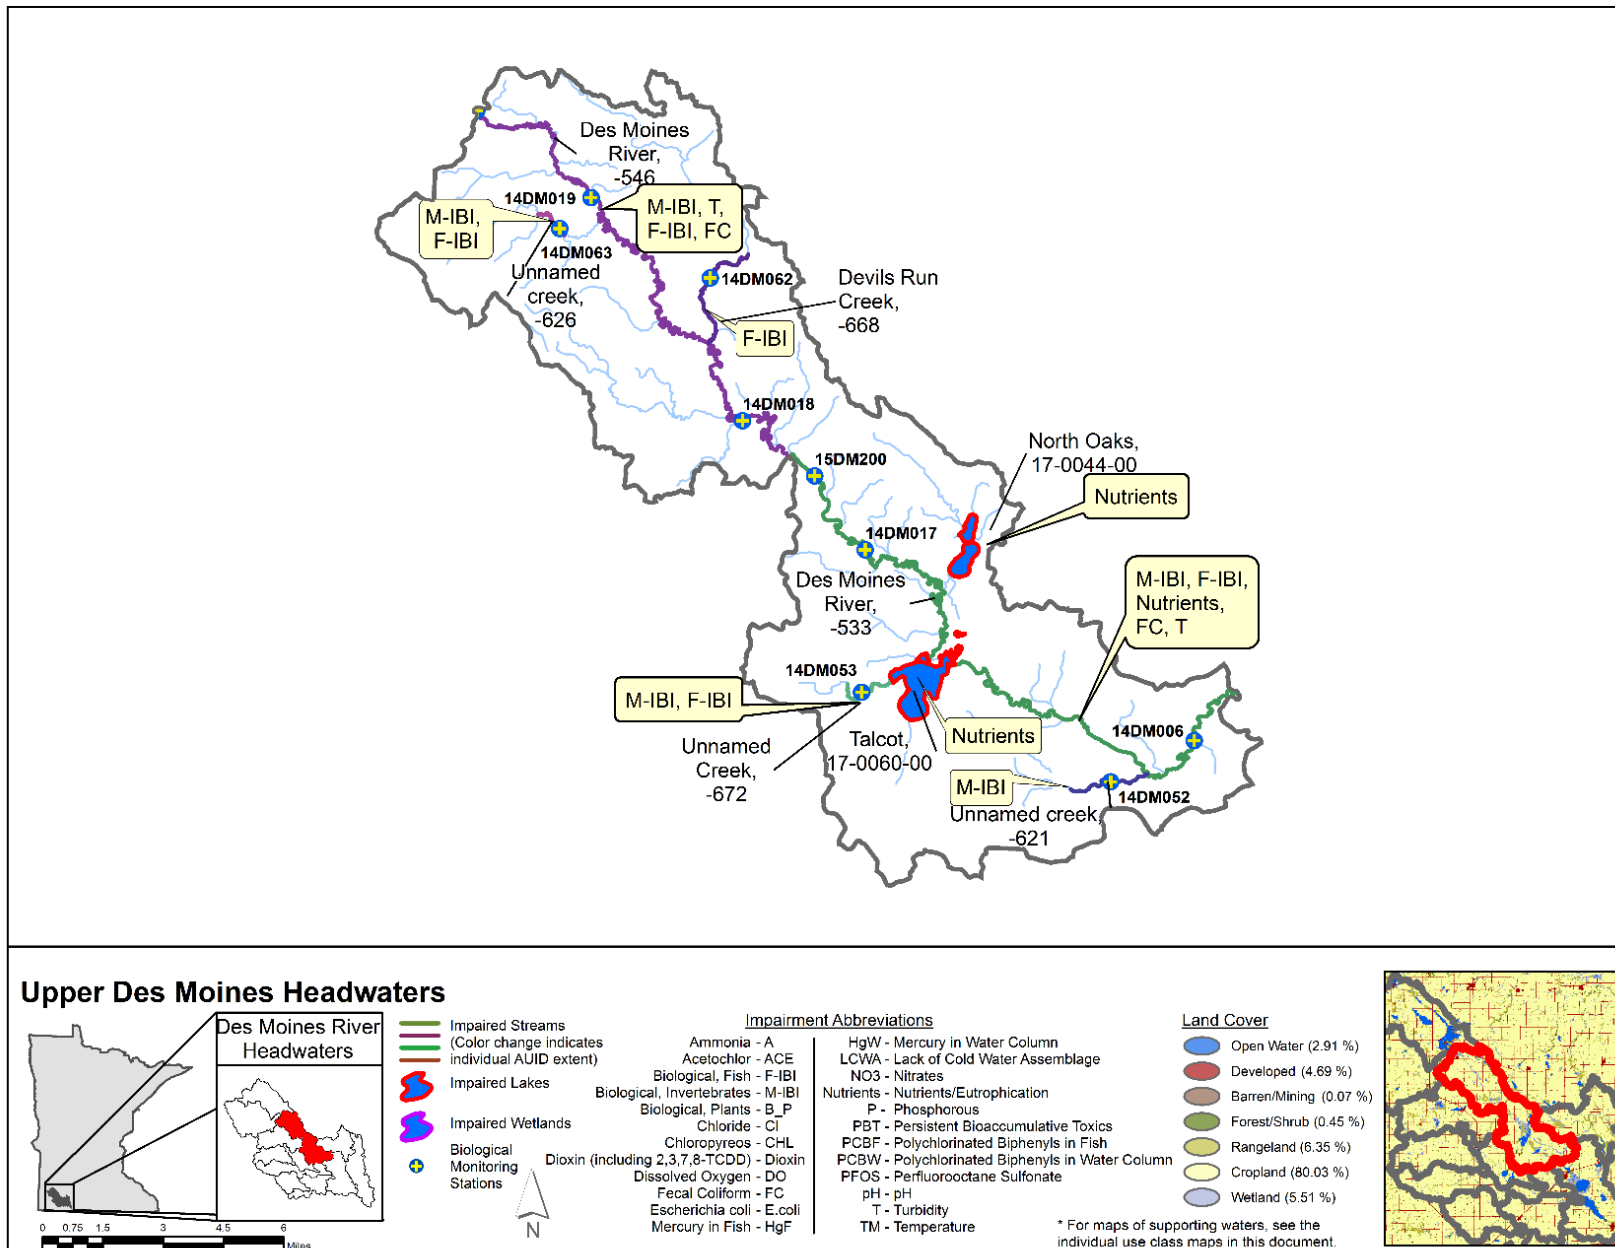 Des Moines
River,
-546
14DM019
M-IBI, T,
F-IBI, FC
M-IBI,
F-IBI
14DM063
Unnamed
creek,
-626
14DM062
Devils Run
Creek,
-668
F-IBI
14DM018
15DM200
North Oaks,
17-0044-00
Nutrients
14DM017
M-IBI, F-IBI,
Nutrients,
FC, T
Des Moines
River,
-533
14DM053
M-IBI, F-IBI
Unnamed
Creek,
-672
Talcot,
17-0060-00
Nutrients
14DM006
M-IBI
14DM052
Unnamed creek,
-621
Upper Des Moines Headwaters
Des Moines River
Headwaters
0 0.75 1.5 3 4.5 6
Miles
Impaired Streams
(Color change indicates
individual AUID extent)
Impaired Lakes
Impaired Wetlands
Biological
Monitoring
Stations
N
Impairment Abbreviations
Ammonia - A
Acetochlor - ACE
Biological, Fish - F-IBI
Biological, Invertebrates - M-IBI
Biological, Plants - B_P
Chloride - Cl
Chloropyreos - CHL
Dioxin (including 2,3,7,8-TCDD) - Dioxin
Dissolved Oxygen - DO
Fecal Coliform - FC
Escherichia coli - E.coli
Mercury in Fish - HgF
HgW - Mercury in Water Column
LCWA - Lack of Cold Water Assemblage
NO3 - Nitrates
Nutrients - Nutrients/Eutrophication
P - Phosphorous
PBT - Persistent Bioaccumulative Toxics
PCBF - Polychlorinated Biphenyls in Fish
PCBW - Polychlorinated Biphenyls in Water Column
PFOS - Perfluorooctane Sulfonate
pH - pH
T - Turbidity
TM - Temperature
Land Cover
Open Water (2.91 %)
Developed (4.69 %)
Barren/Mining (0.07 %)
Forest/Shrub (0.45 %)
Rangeland (6.35 %)
Cropland (80.03 %)
Wetland (5.51 %)
* For maps of supporting waters, see the
individual use class maps in this document.